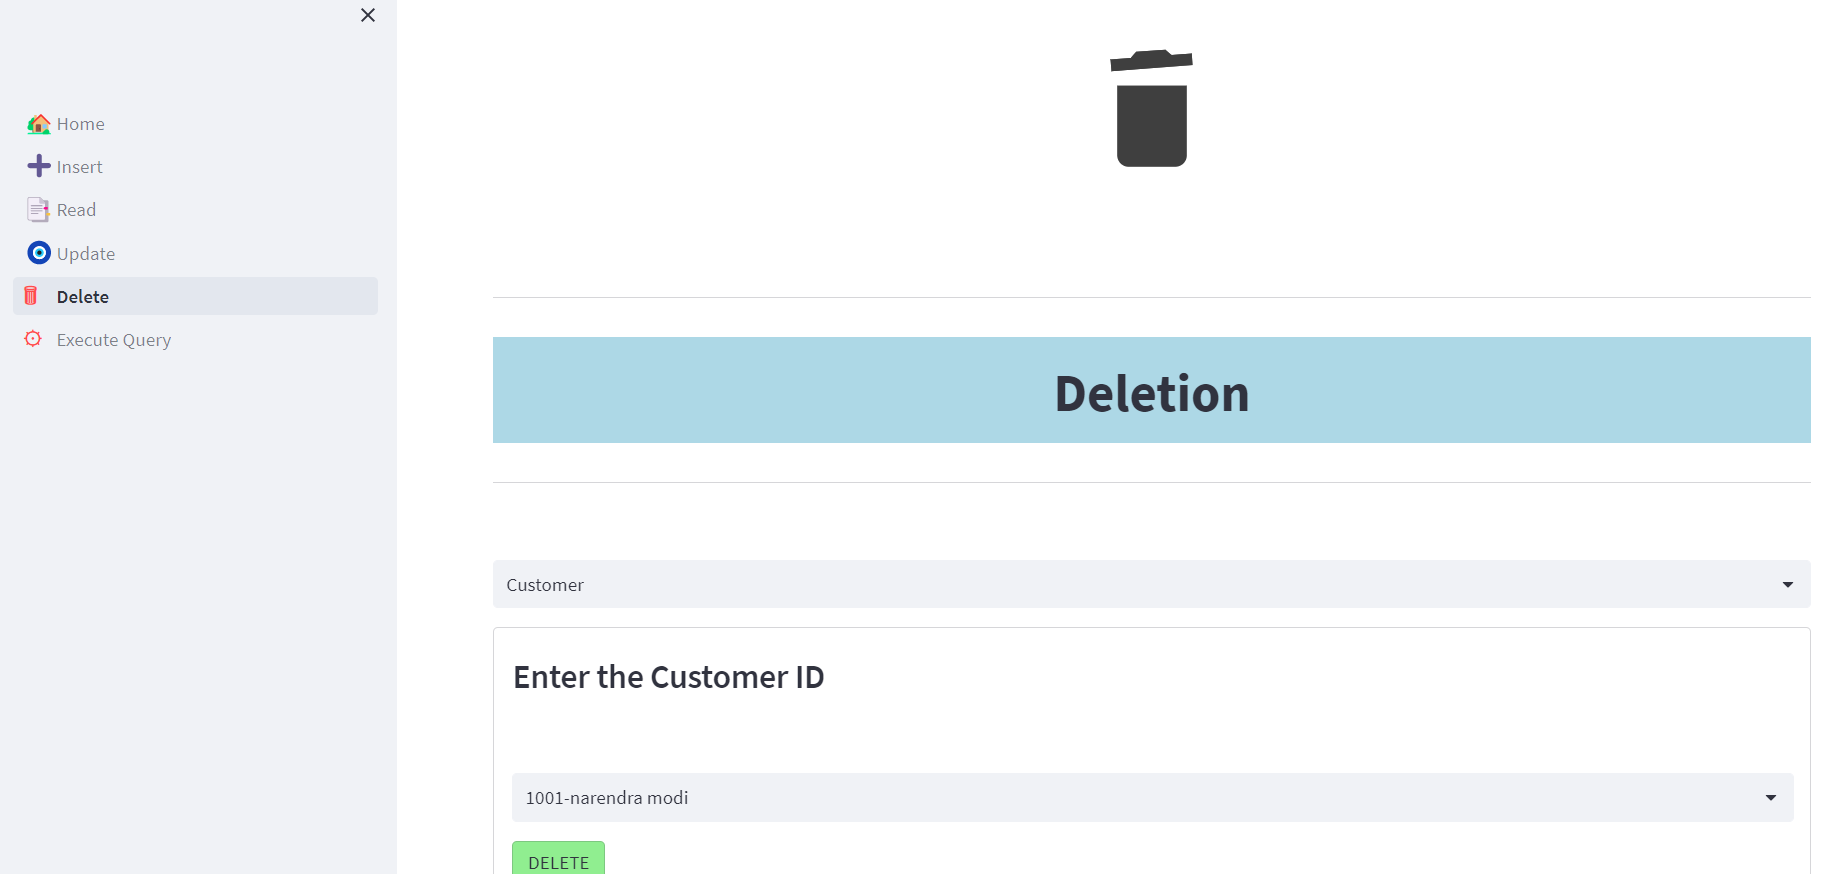 Home
Insert
Read
Update
Delete
Execute Query
Deletion
Customer
Enter the Customer ID
1001-narendra modi
DELETE